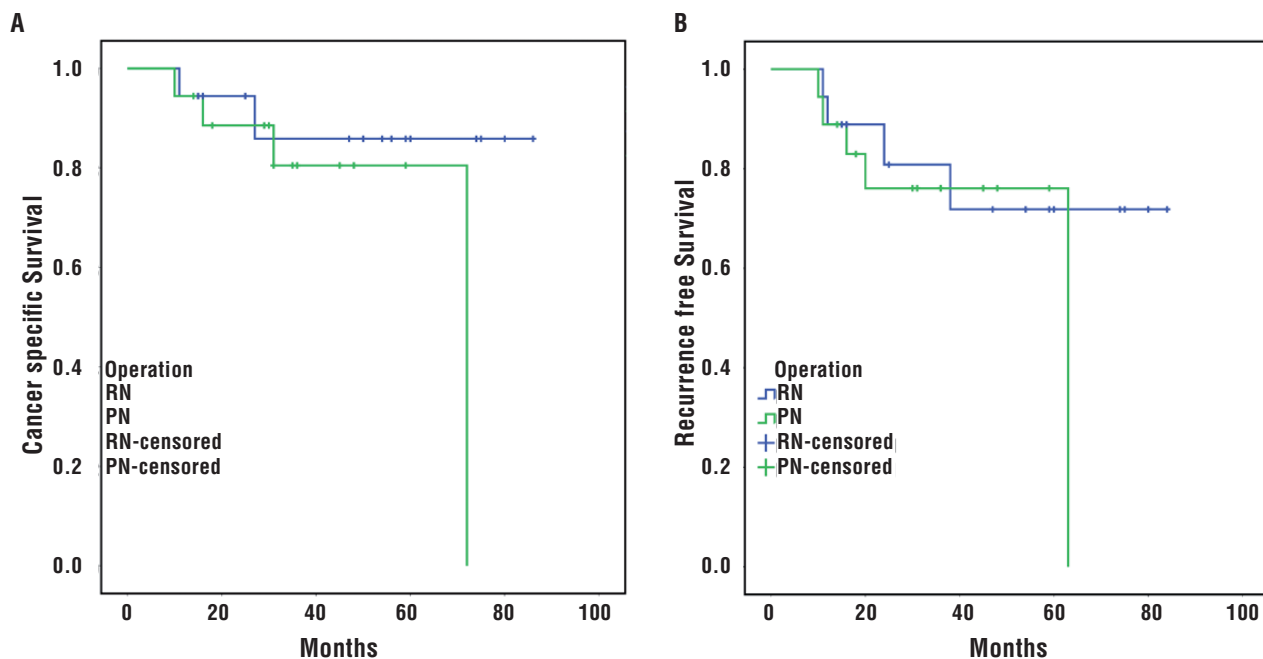 A
Cancer specific Survival
1.0
0.8
0.6
0.4
0.2
0.0
Operation
RN
PN
RN-censored
PN-censored
0 20 40 60 80 100
Months
B
Recurrence free Survival
1.0
0.8
0.6
0.4
0.2
0.0
Operation
RN
PN
RN-censored
PN-censored
0 20 40 60 80 100
Months